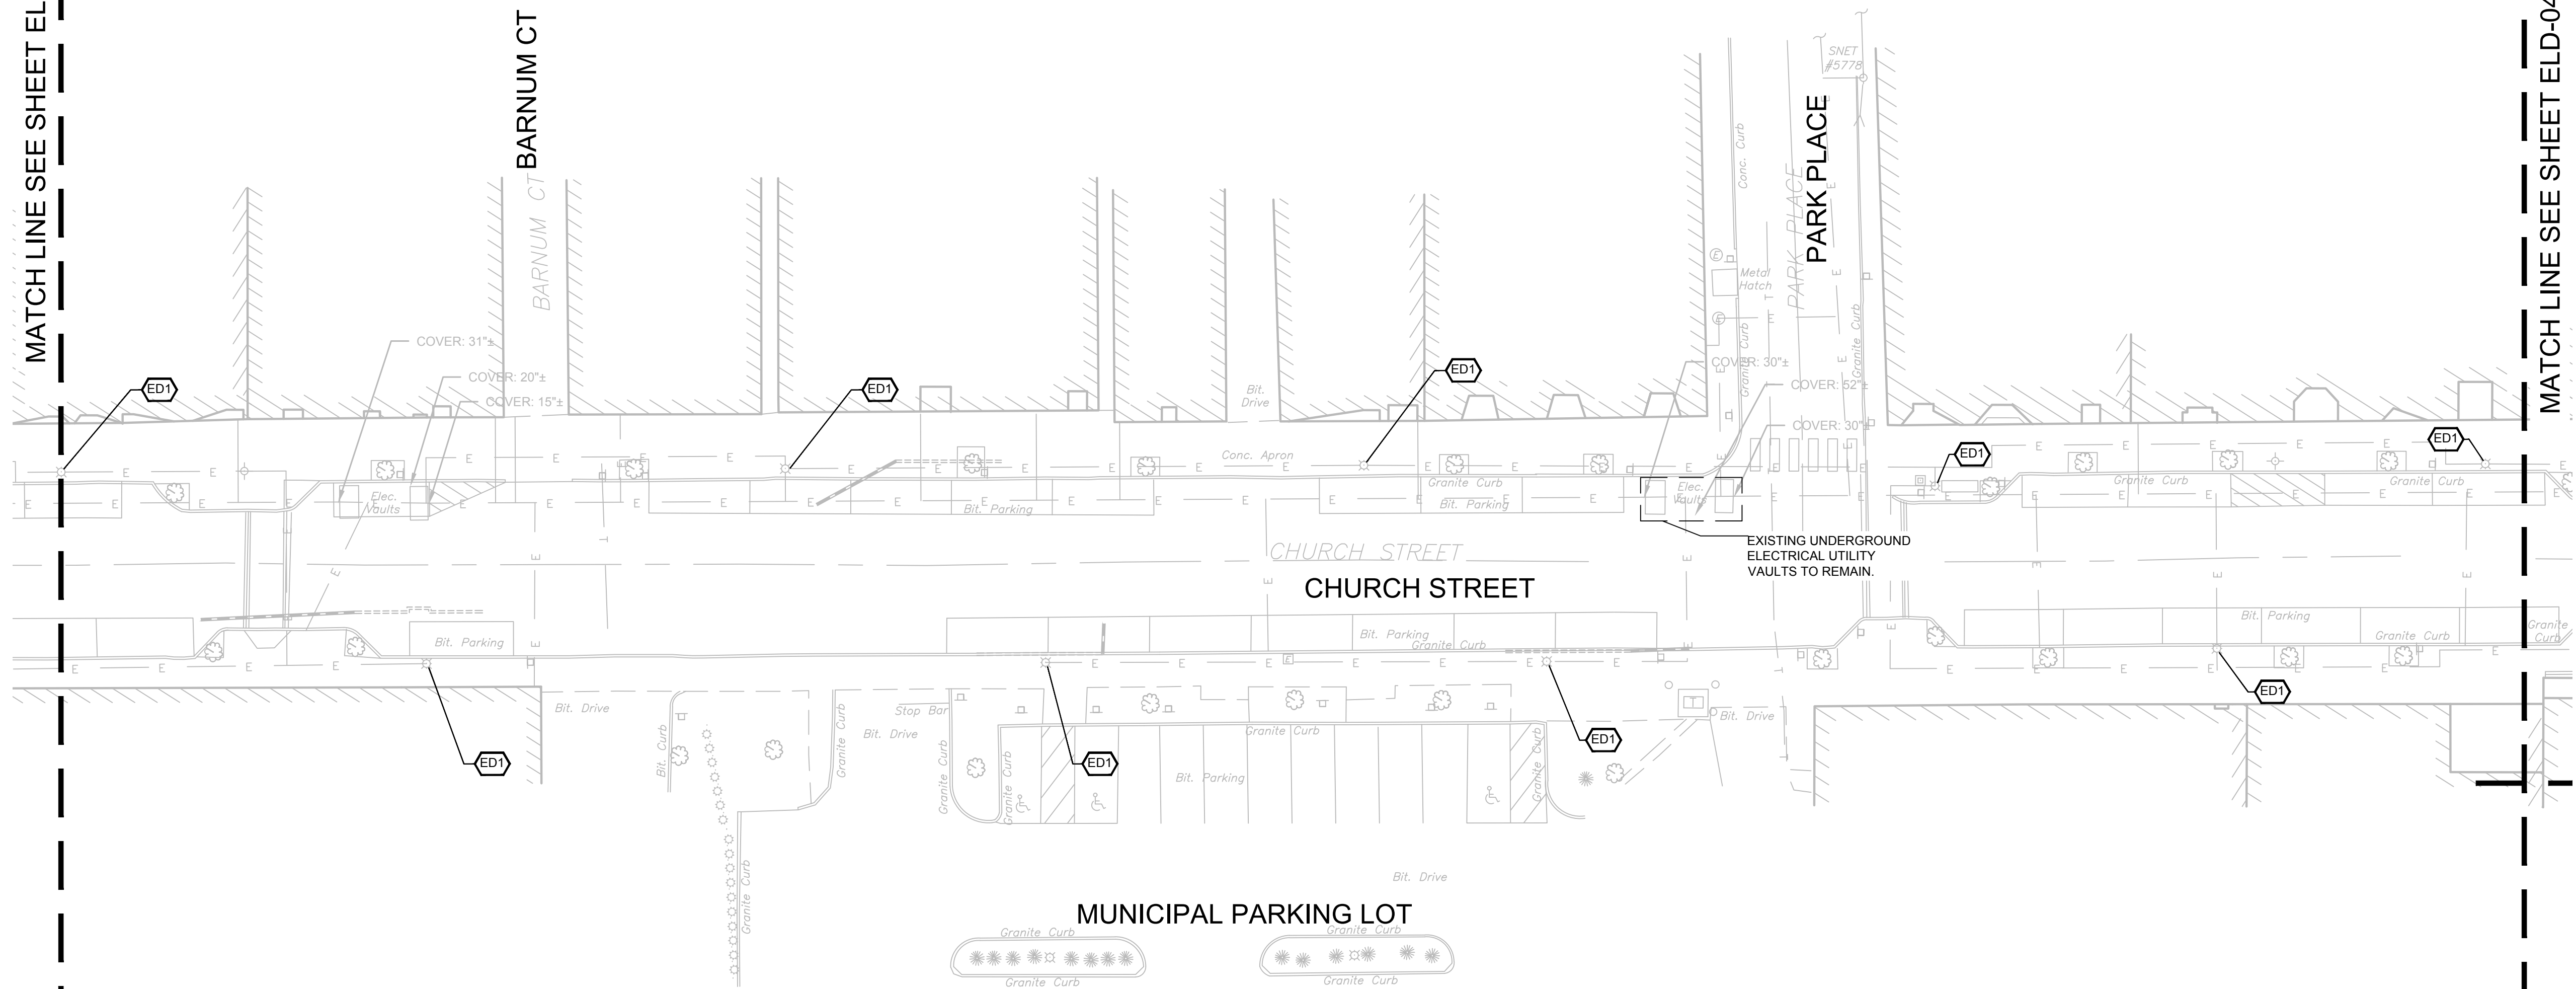 MATCH LINE SEE SHEET EL
BARNUM CT
BARNUM CT
SNET
#5778
PARK PLACE
PARK PLACE
Conc. Curb
Metal
Hatch
Granite Curb
Granite Curb
MATCH LINE SEE SHEET ELD-04
COVER: 31"±
COVER: 20"±
COVER: 15"±
COVER: 30"±
COVER: 52"±
COVER: 30"±
ED1
ED1
ED1
ED1
ED1
Bit.
Drive
Conc. Apron
Elec.
Vaults
Granite Curb
Bit. Parking
Bit. Parking
Elec.
Vaults
Granite Curb
Granite Curb
CHURCH STREET
CHURCH STREET
EXISTING UNDERGROUND
ELECTRICAL UTILITY
VAULTS TO REMAIN.
Bit. Parking
Bit. Parking
Granite Curb
Bit. Parking
Granite Curb
Granite
Curb
ED1
ED1
ED1
ED1
Bit. Drive
Bit. Curb
Granite Curb
Stop Bar
Bit. Drive
Granite Curb
Granite Curb
Granite Curb
Bit. Parking
Granite Curb
Bit. Drive
Granite Curb
Bit. Drive
MUNICIPAL PARKING LOT
Granite Curb
Granite Curb
Granite Curb
Granite Curb